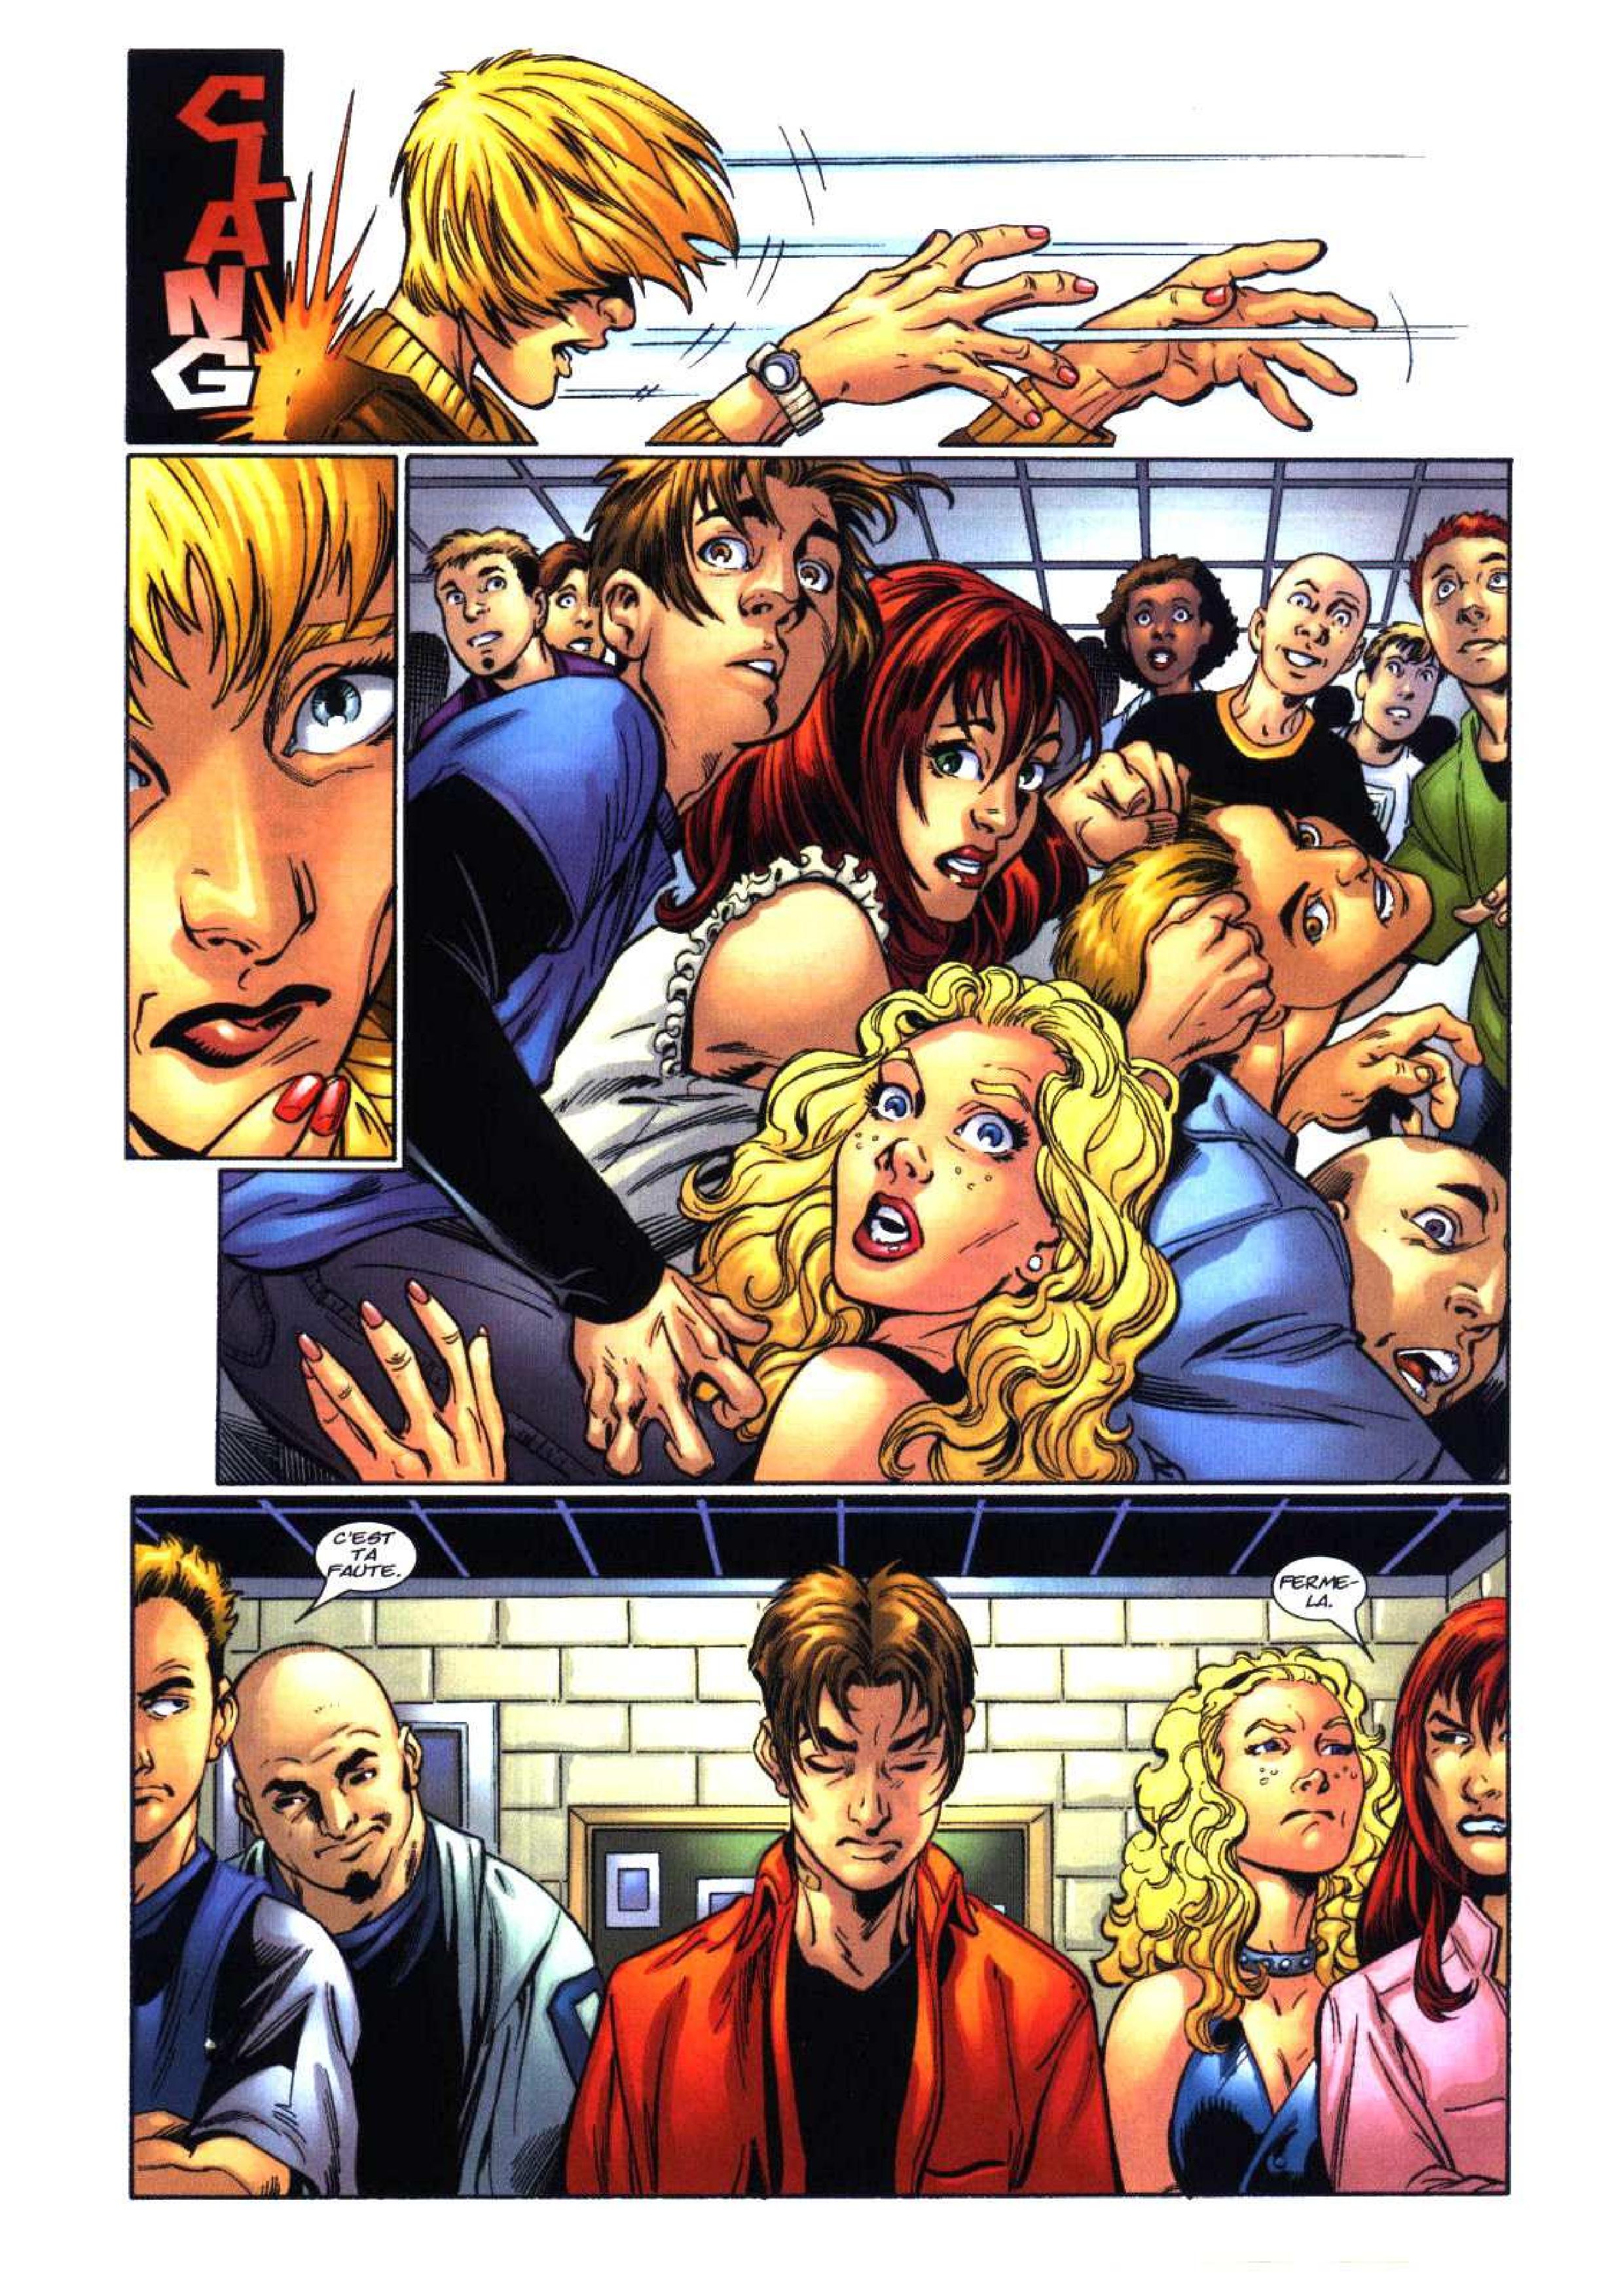 CLANG
C'EST
TA
FAUTE.
FERME-
LA.